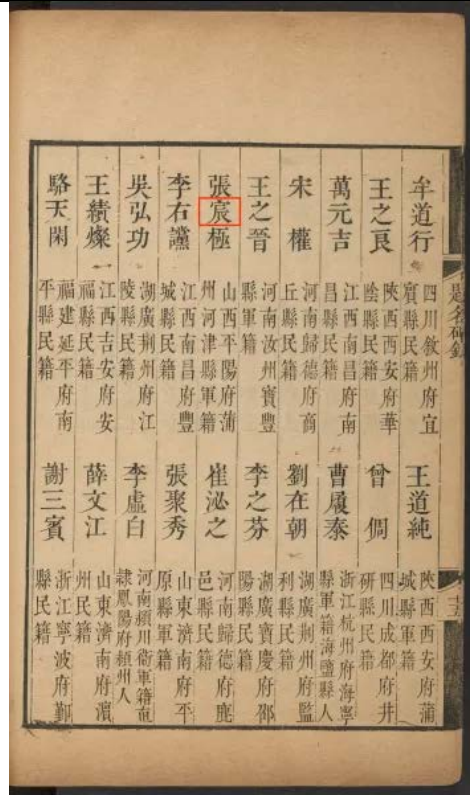 題名碑錄
牟道行 四川敘州府宜賓縣民籍 王道純 陝西西安府蒲城縣軍籍
王之良 陝西西安府華陰縣民籍 曾倜 四川成都府井研縣民籍
萬元吉 江西南昌府南昌縣民籍 曹履泰 浙江杭州府海寧縣軍籍海鹽縣人
宋權 河南歸德府商丘縣民籍 劉在朝 湖廣荆州府監利縣民籍
王之晉 河南汝州寶豐縣軍籍 李之芬 湖廣寶慶府邵陽縣民籍
張宸極 山西平陽府蒲州河津縣軍籍 崔泌之 河南歸德府鹿邑縣民籍
李右讜 江西南昌府豐城縣民籍 張聚秀 山東濟南府平原縣軍籍
吳弘功 湖廣荆州府江陵縣民籍 李虛白 河南潁川衛軍籍直隸鳳陽府潁州人
王績燦 江西吉安府安福縣民籍 薛文江 山東濟南府濱州民籍
駱天閑 福建延平府南平縣民籍 謝三賓 浙江寧波府鄞縣民籍